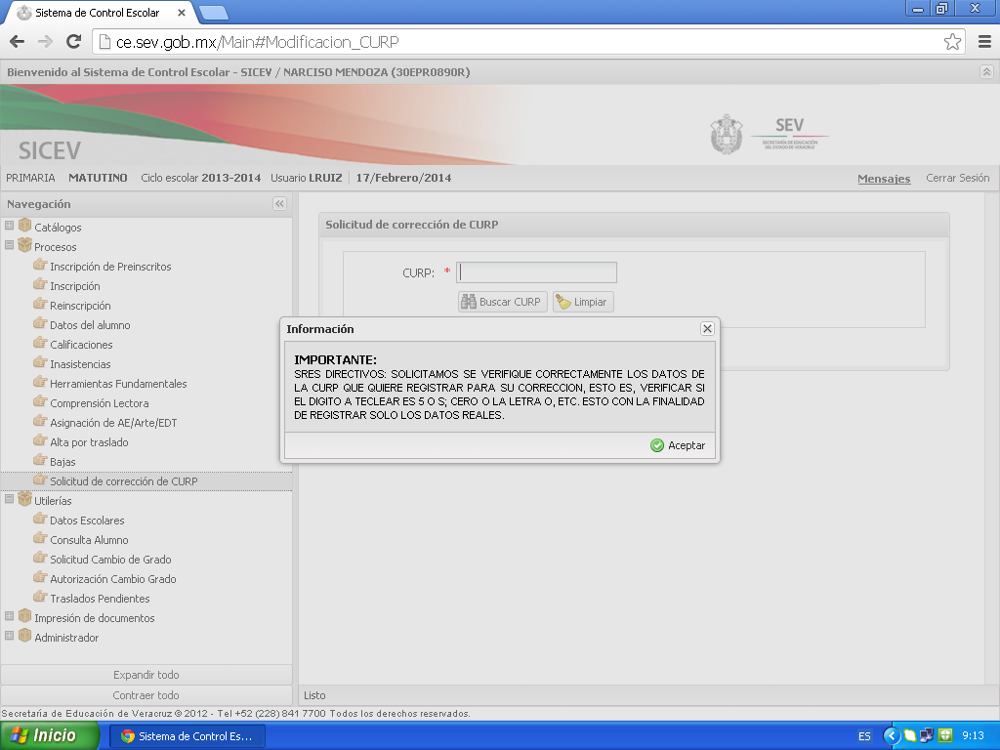 Sistema de Control Escolar
ce.sev.gob.mx/Main#Modificacion_CURP
Bienvenido al Sistema de Control Escolar - SICEV / NARCISO MENDOZA (30EPR0890R)
SICEV
SEV
SECRETARÍA DE EDUCACIÓN
DEL ESTADO DE VERACRUZ
PRIMARIA MATUTINO Ciclo escolar 2013-2014 Usuario LRUIZ 17/Febrero/2014 Mensajes Cerrar Sesión
Navegación
Catálogos
Procesos
Inscripción de Preinscritos
Inscripción
Reinscripción
Datos del alumno
Calificaciones
Inasistencias
Herramientas Fundamentales
Comprensión Lectora
Asignación de AE/Arte/EDT
Alta por traslado
Bajas
Solicitud de corrección de CURP
Utilerías
Datos Escolares
Consulta Alumno
Solicitud Cambio de Grado
Autorización Cambio Grado
Traslados Pendientes
Impresión de documentos
Administrador
Expandir todo
Contraer todo
Solicitud de corrección de CURP
CURP: *
Buscar CURP Limpiar
Información
IMPORTANTE:
SRES DIRECTIVOS: SOLICITAMOS SE VERIFIQUE CORRECTAMENTE LOS DATOS DE
LA CURP QUE QUIERE REGISTRAR PARA SU CORRECCION, ESTO ES, VERIFICAR SI
EL DIGITO A TECLEAR ES 5 O S; CERO O LA LETRA O, ETC. ESTO CON LA FINALIDAD
DE REGISTRAR SOLO LOS DATOS REALES.
Aceptar
Listo
Secretaría de Educación de Veracruz © 2012 - Tel +52 (228) 841 7700 Todos los derechos reservados.
Inicio
Sistema de Control Es...
ES
9:13